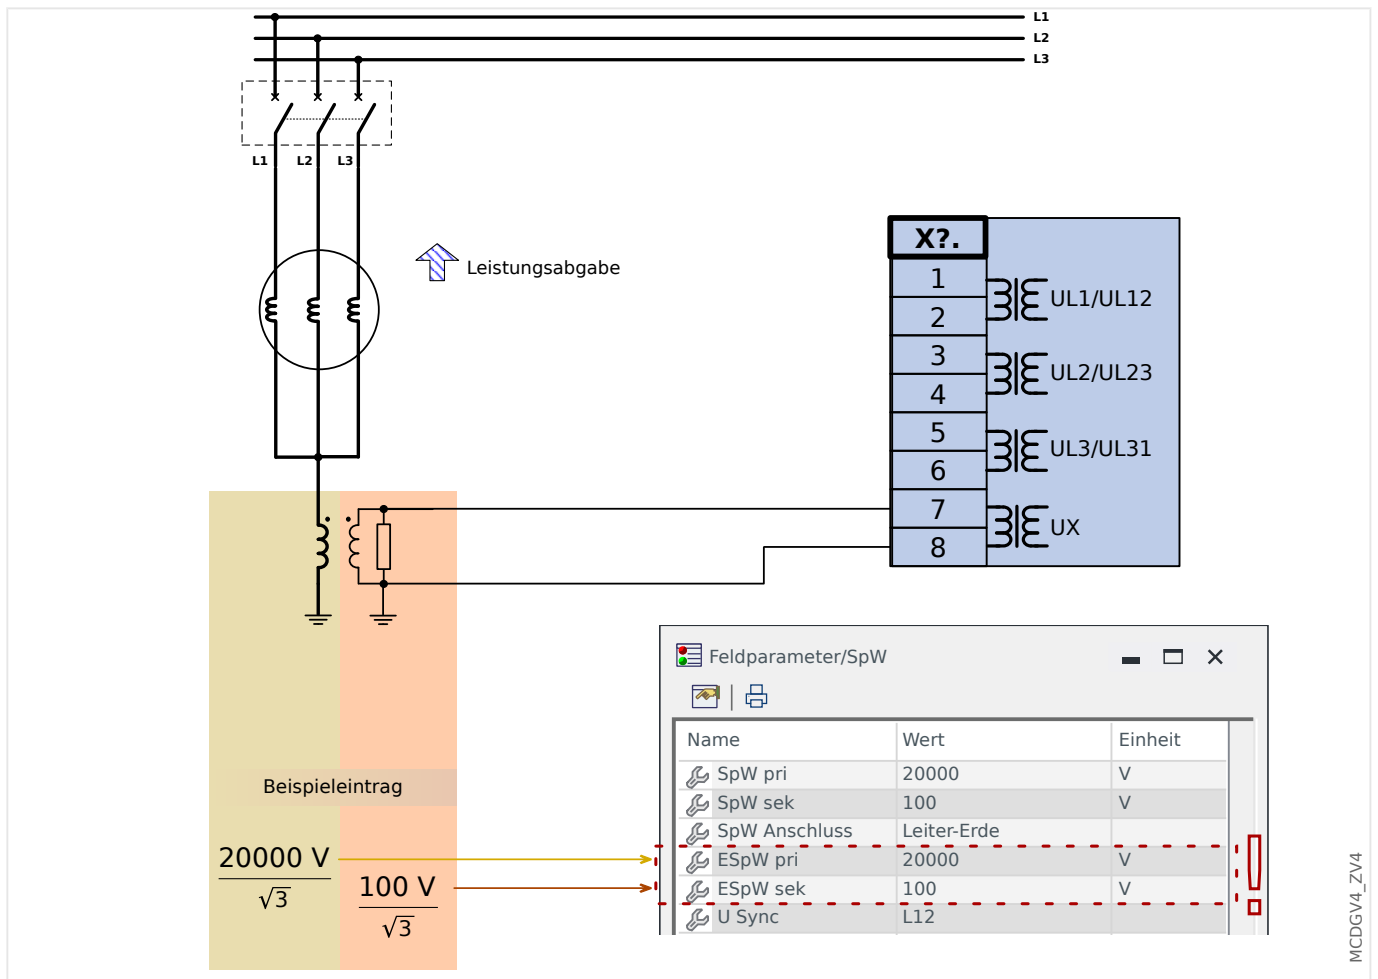 L1
L2
L3
L1 L2 L3
Leistungsabgabe
X?.
1
2
3
4
5
6
7
8
UL1/UL12
UL2/UL23
UL3/UL31
UX
Feldparameter/SpW
Name Wert Einheit
SpW pri 20000 V
SpW sek 100 V
SpW Anschluss Leiter-Erde
ESpW pri 20000 V
ESpW sek 100 V
U Sync L12
Beispieleintrag
20000 V
√3
100 V
√3
MCDGV4_ZV4